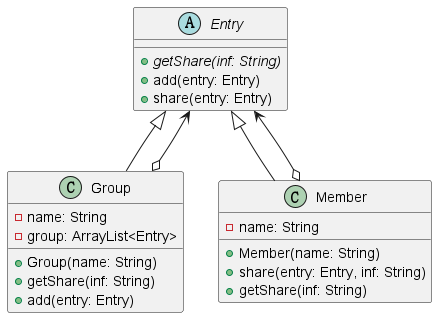 A Entry
getShare(inf: String)
add(entry: Entry)
share(entry: Entry)
C Group
name: String
group: ArrayList<Entry>
Group(name: String)
getShare(inf: String)
add(entry: Entry)
C Member
name: String
Member(name: String)
share(entry: Entry, inf: String)
getShare(inf: String)